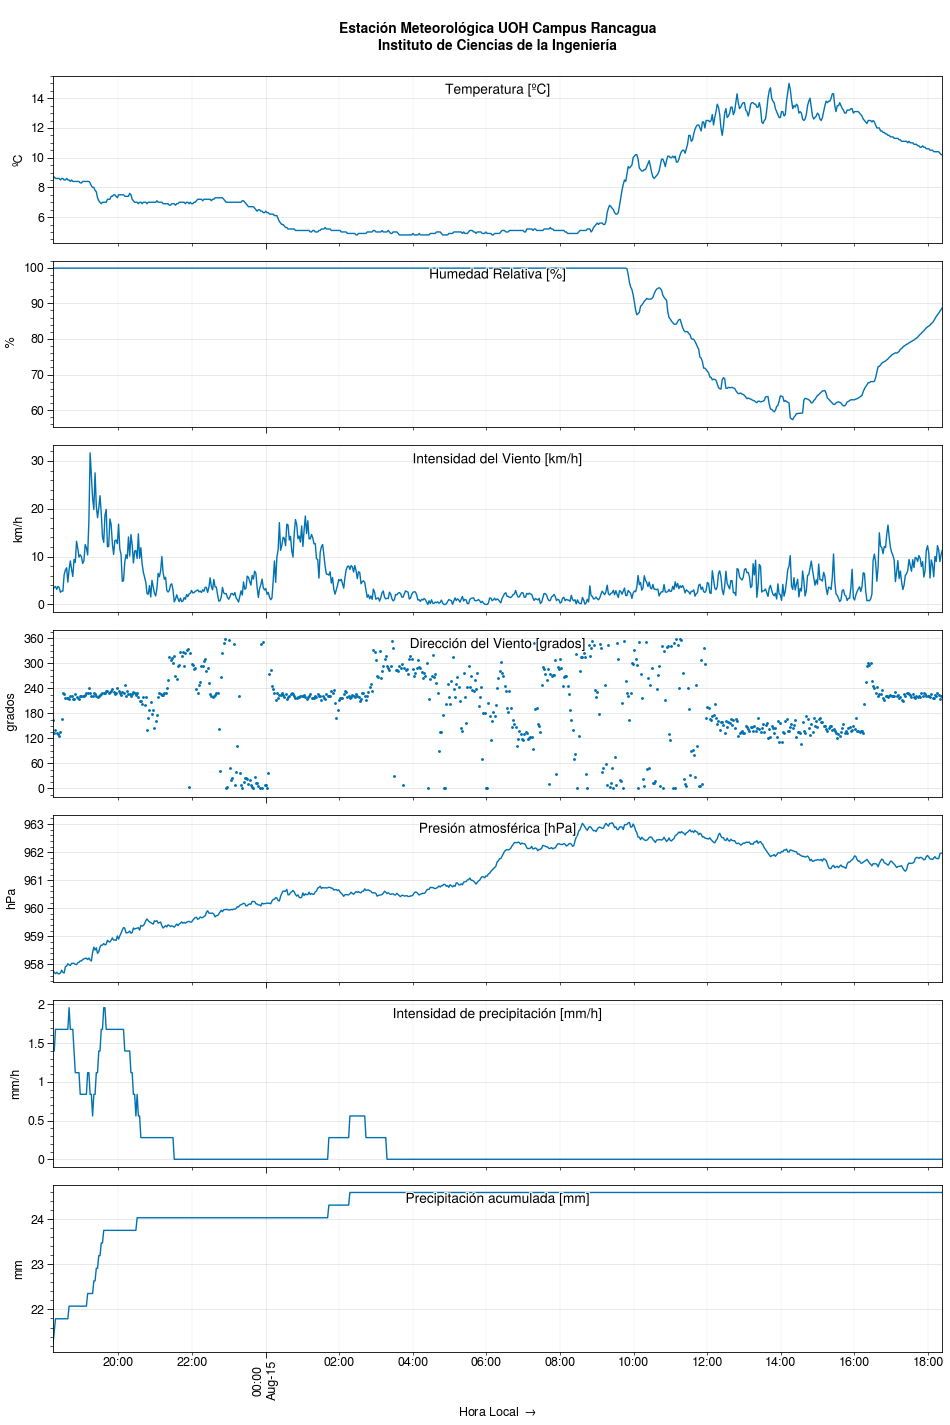 Estación Meteorológica UOH Campus Rancagua
Instituto de Ciencias de la Ingeniería
Temperatura [ºC]
ºC
14
12
10
8
6
Humedad Relativa [%]
%
100
90
80
70
60
Intensidad del Viento [km/h]
km/h
30
20
10
0
Dirección del Viento [grados]
grados
360
300
240
180
120
60
0
Presión atmosférica [hPa]
hPa
963
962
961
960
959
958
Intensidad de precipitación [mm/h]
mm/h
2
1.5
1
0.5
0
Precipitación acumulada [mm]
mm
24
23
22
20:00 22:00 00:00 02:00 04:00 06:00 08:00 10:00 12:00 14:00 16:00 18:00
Aug-15
Hora Local →